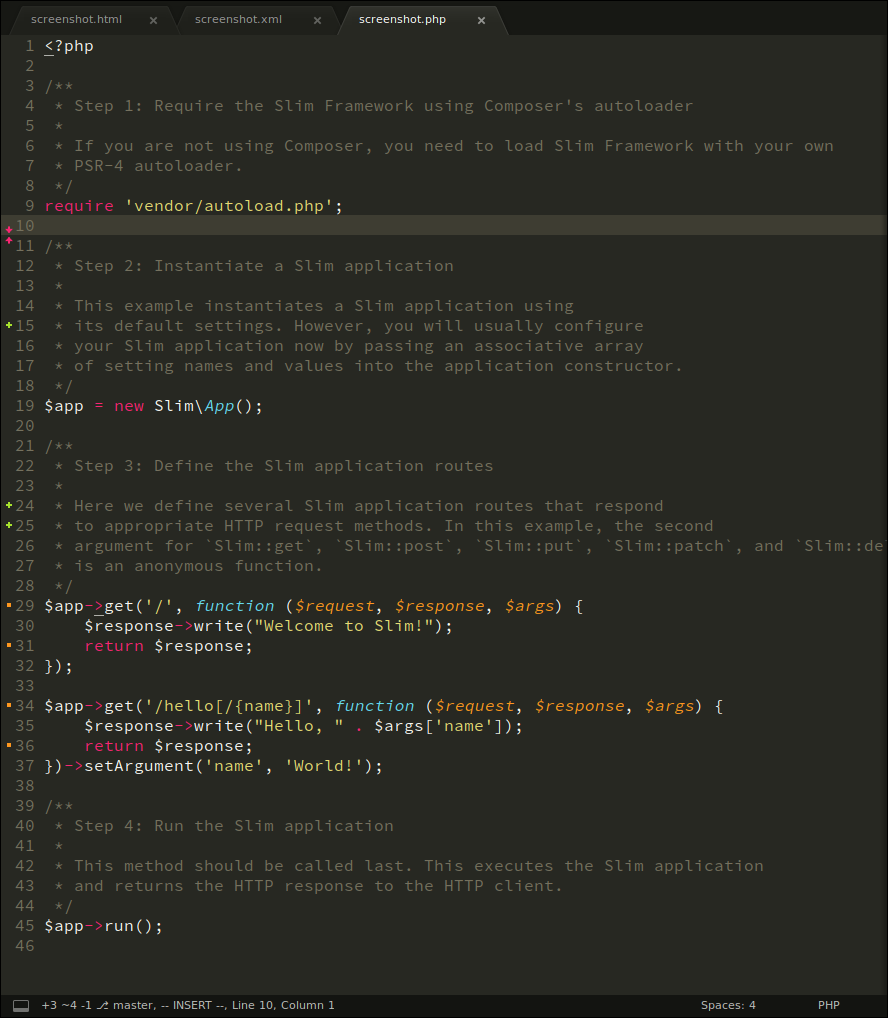 screenshot.html × screenshot.xml × screenshot.php ×
1 <?php
2
3 /**
4  * Step 1: Require the Slim Framework using Composer's autoloader
5  *
6  * If you are not using Composer, you need to load Slim Framework with your own
7  * PSR-4 autoloader.
8  */
9 require 'vendor/autoload.php';
10
11 /**
12  * Step 2: Instantiate a Slim application
13  *
14  * This example instantiates a Slim application using
15  * its default settings. However, you will usually configure
16  * your Slim application now by passing an associative array
17  * of setting names and values into the application constructor.
18  */
19 $app = new Slim\App();
20
21 /**
22  * Step 3: Define the Slim application routes
23  *
24  * Here we define several Slim application routes that respond
25  * to appropriate HTTP request methods. In this example, the second
26  * argument for `Slim::get`, `Slim::post`, `Slim::put`, `Slim::patch`, and `Slim::de
27  * is an anonymous function.
28  */
29 $app->get('/', function ($request, $response, $args) {
30     $response->write("Welcome to Slim!");
31     return $response;
32 });
33
34 $app->get('/hello[/{name}]', function ($request, $response, $args) {
35     $response->write("Hello, " . $args['name']);
36     return $response;
37 })->setArgument('name', 'World!');
38
39 /**
40  * Step 4: Run the Slim application
41  *
42  * This method should be called last. This executes the Slim application
43  * and returns the HTTP response to the HTTP client.
44  */
45 $app->run();
46
+3 ~4 -1 ⎇ master, -- INSERT --, Line 10, Column 1 Spaces: 4 PHP